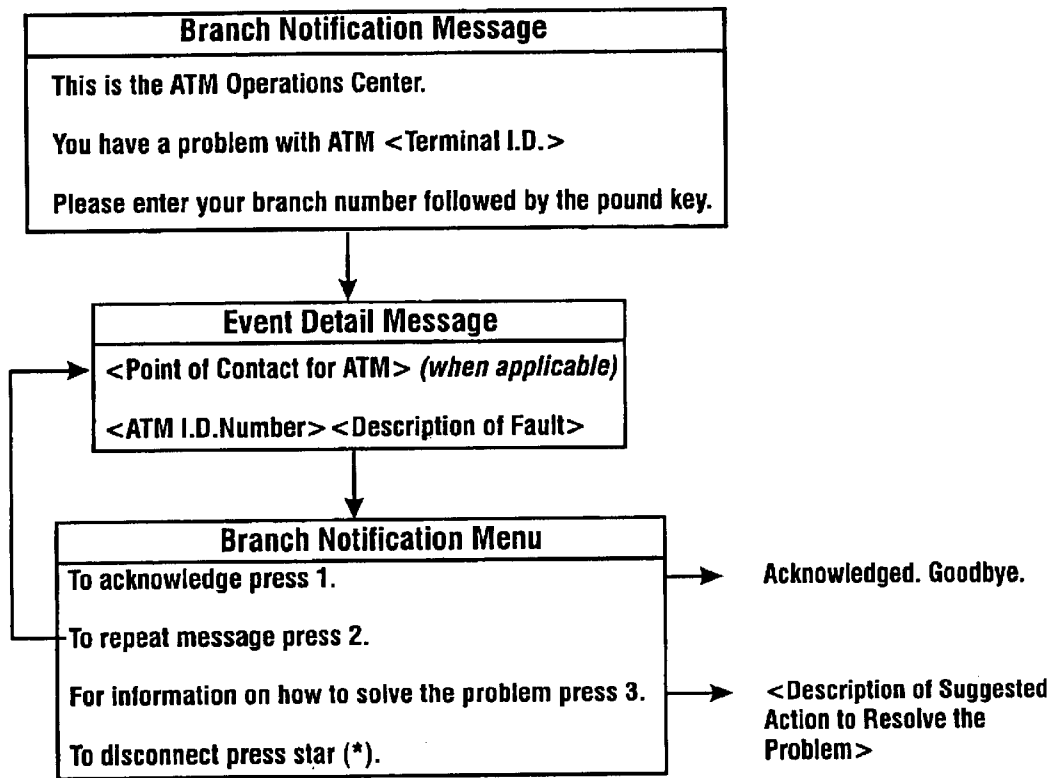 Branch Notification Message
This is the ATM Operations Center.
You have a problem with ATM <Terminal I.D.>
Please enter your branch number followed by the pound key.
Event Detail Message
<Point of Contact for ATM> (when applicable)
<ATM I.D.Number> <Description of Fault>
Branch Notification Menu
To acknowledge press 1.
Acknowledged. Goodbye.
To repeat message press 2.
For information on how to solve the problem press 3.
<Description of Suggested
Action to Resolve the
Problem>
To disconnect press star (*).